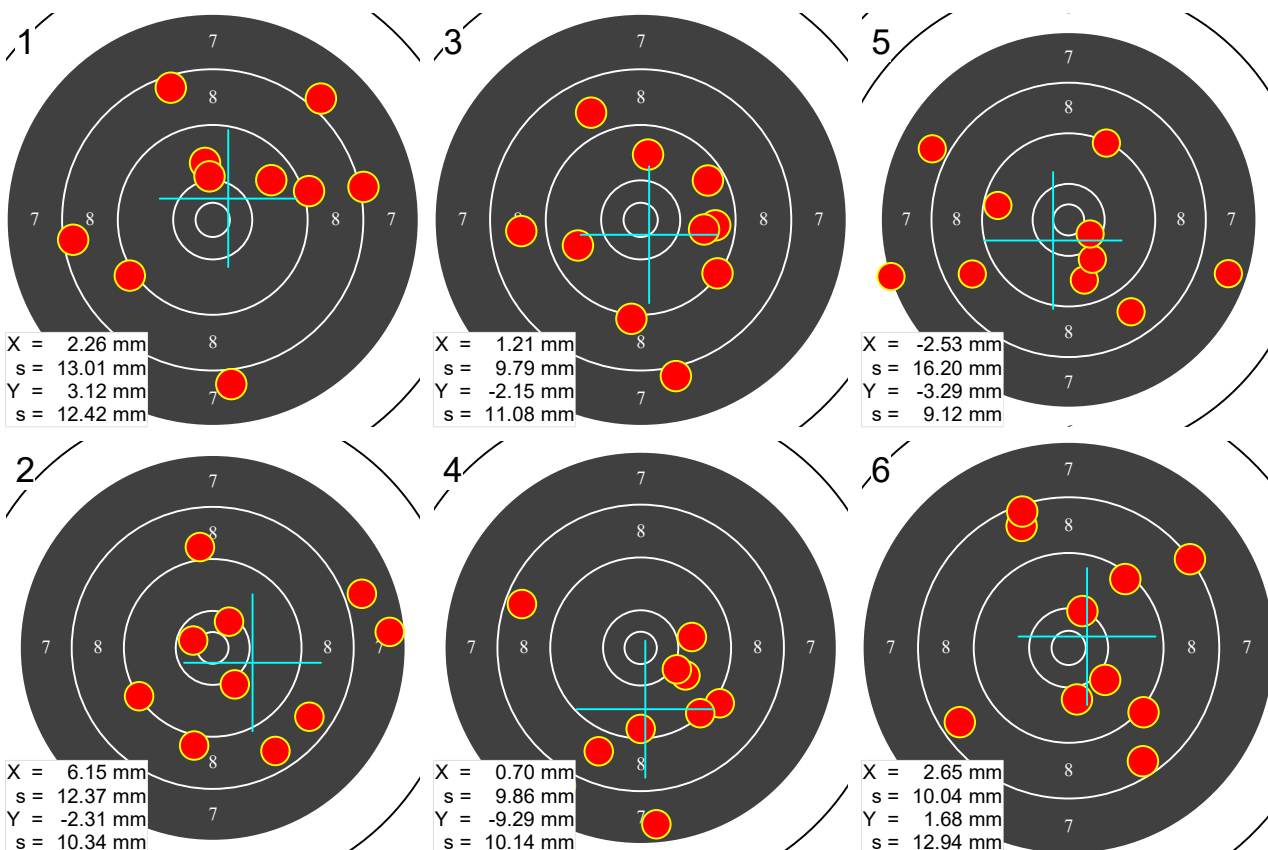 1
7
8
7 8 8 7
8
7
X = 2.26 mm
s = 13.01 mm
Y = 3.12 mm
s = 12.42 mm
2
7
8
7 8 8 7
8
7
X = 6.15 mm
s = 12.37 mm
Y = -2.31 mm
s = 10.34 mm
3
7
8
7 8 8 7
8
7
X = 1.21 mm
s = 9.79 mm
Y = -2.15 mm
s = 11.08 mm
4
7
8
7 8 8 7
8
7
X = 0.70 mm
s = 9.86 mm
Y = -9.29 mm
s = 10.14 mm
5
7
8
7 8 8 7
8
7
X = -2.53 mm
s = 16.20 mm
Y = -3.29 mm
s = 9.12 mm
6
7
8
7 8 8 7
8
7
X = 2.65 mm
s = 10.04 mm
Y = 1.68 mm
s = 12.94 mm